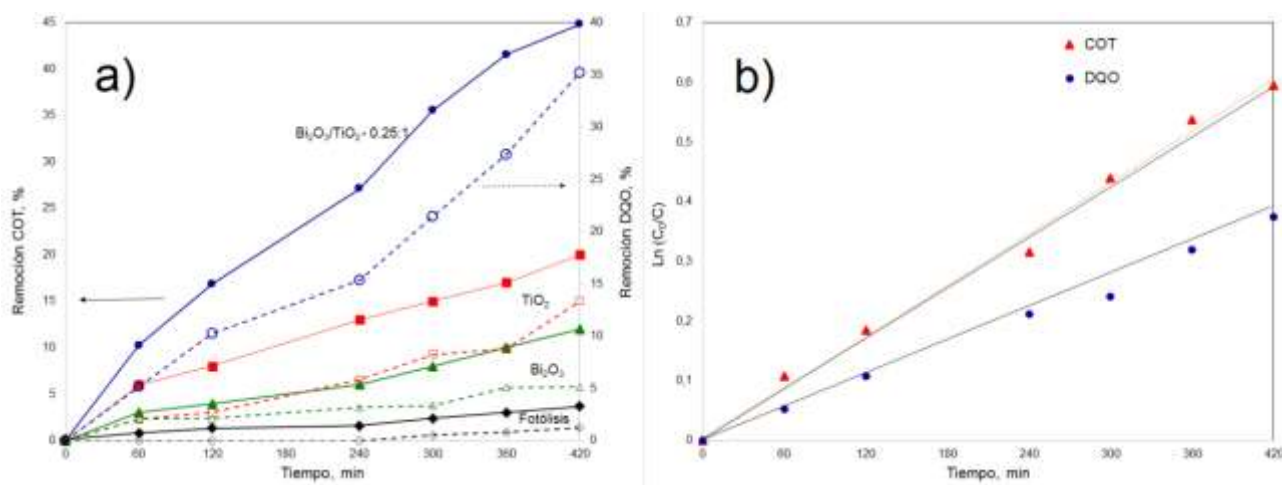 a)
45
40
35
30
25
20
15
10
5
0
Remoción COT, %
Bi₂O₃/TiO₂ - 0.25:1
TiO₂
Bi₂O₃
Fotólisis
40
35
30
25
20
15
10
5
0
Remoción DQO, %
0 60 120 240 300 360 420
Tiempo, min
b)
0,7
0,6
0,5
0,4
0,3
0,2
0,1
0
Ln (C₀/C)
COT
DQO
0 60 120 240 300 360 420
Tiempo, min